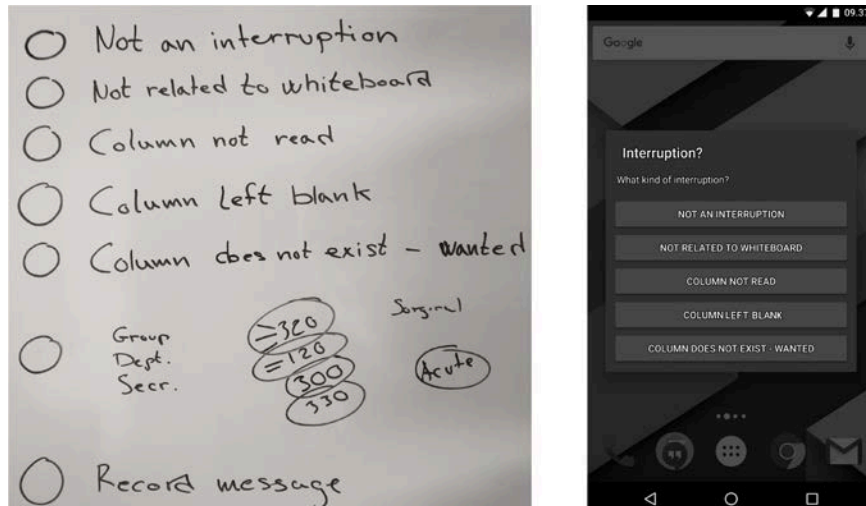 Not an interruption
Not related to whiteboard
Column not read
Column left blank
Column does not exist - wanted
Group
Dept.
Secr.
=320
=120
300
330
Acute
Record message
09.37
Google
Interruption?
What kind of interruption?
NOT AN INTERRUPTION
NOT RELATED TO WHITEBOARD
COLUMN NOT READ
COLUMN LEFT BLANK
COLUMN DOES NOT EXIST - WANTED